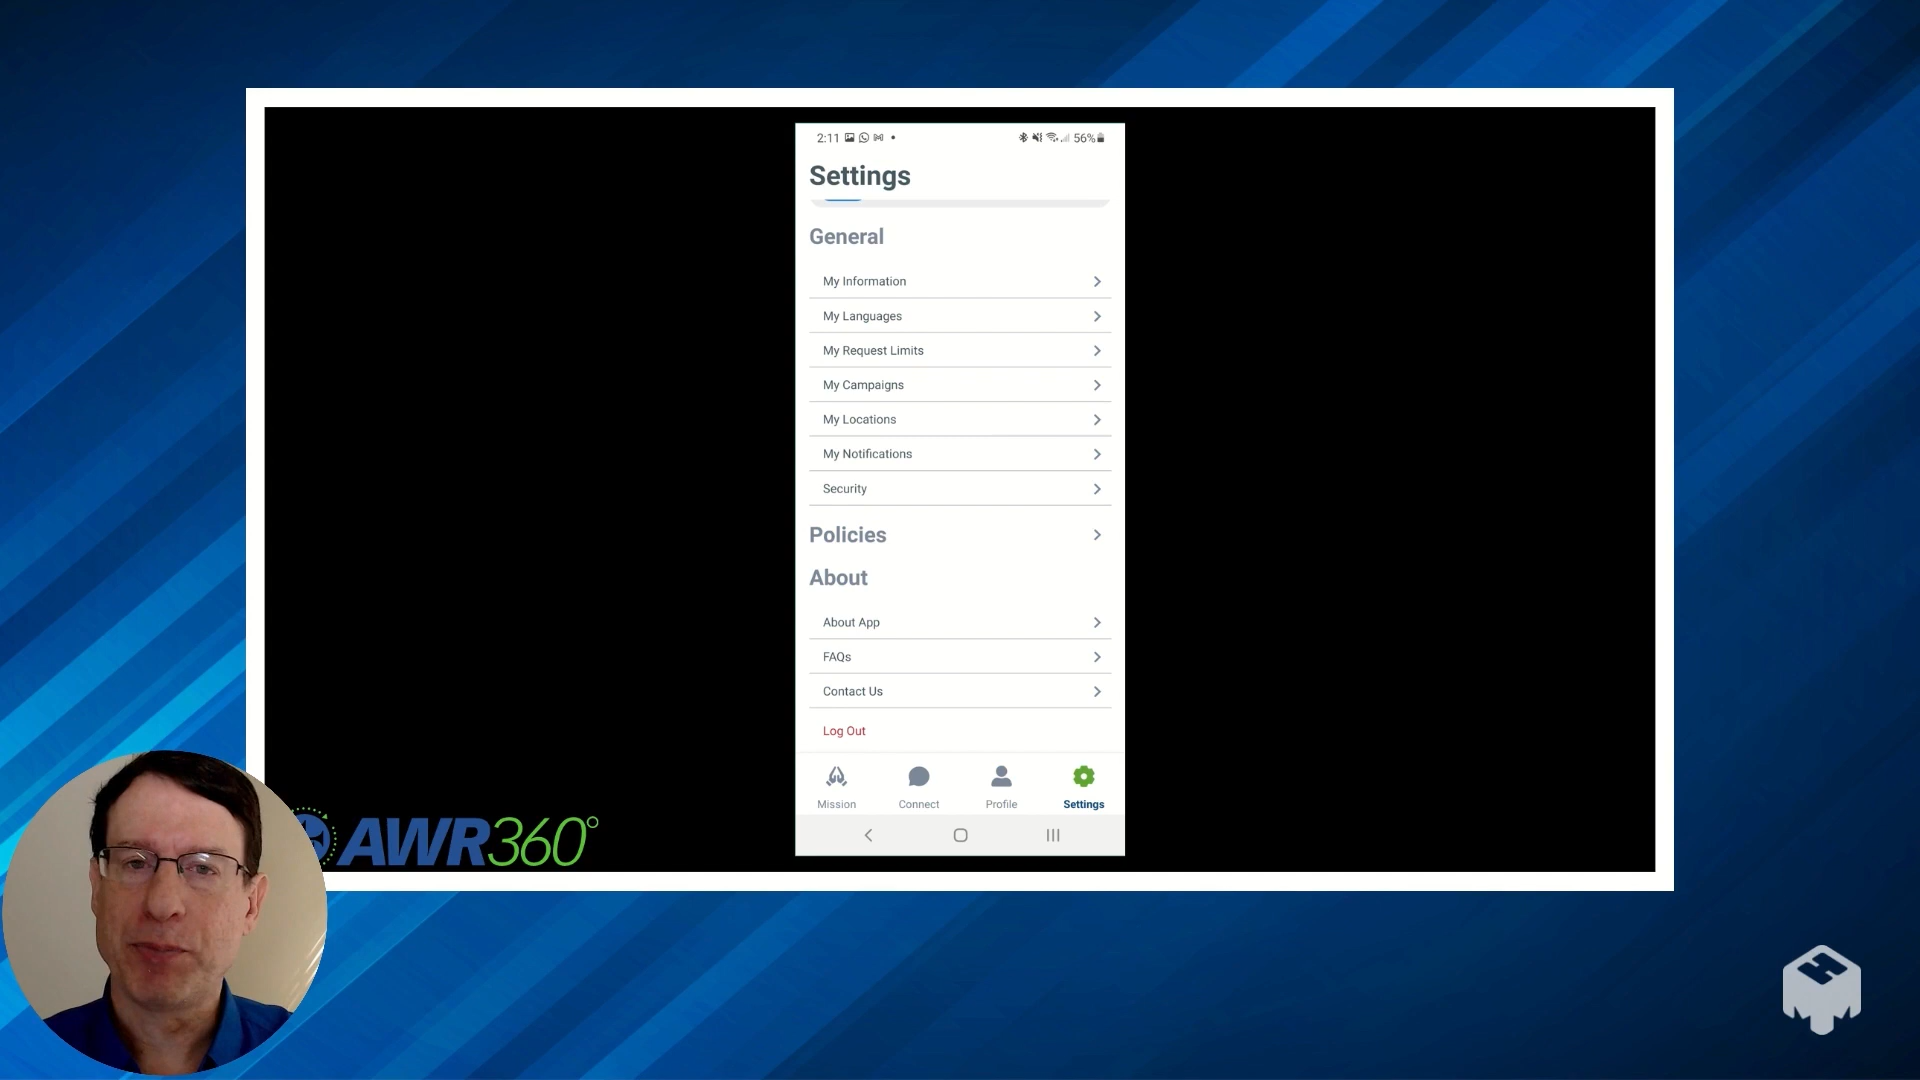 2:11
56%
Settings
General
My Information
My Languages
My Request Limits
My Campaigns
My Locations
My Notifications
Security
Policies
About
About App
FAQs
Contact Us
Log Out
Mission
Connect
Profile
Settings
AWR360°